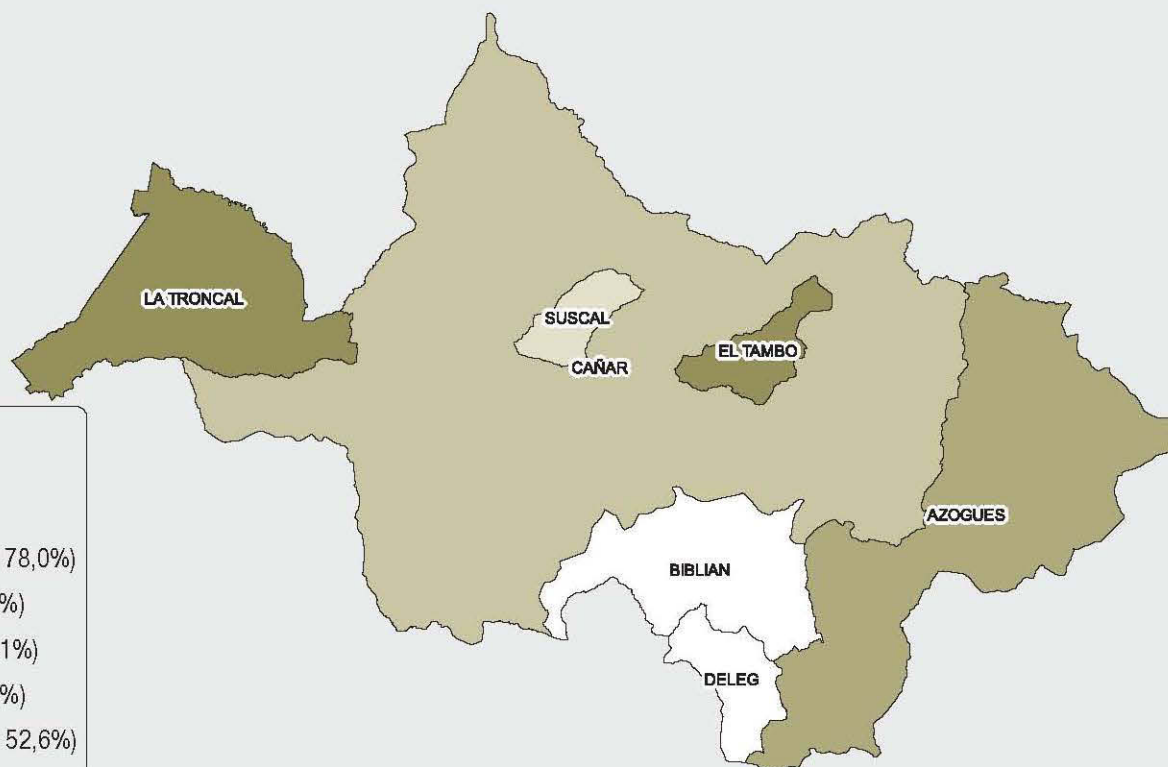 LA TRONCAL
SUSCAL
EL TAMBO
CAÑAR
AZOGUES
BIBLIAN
DELEG
78,0%)
%)
1%)
%)
52,6%)